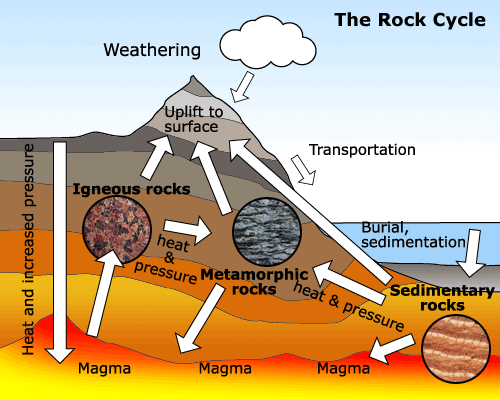 The Rock Cycle
Weathering
Uplift to
surface
Transportation
Heat and increased pressure
Igneous rocks
Burial,
sedimentation
heat
&
pressure
Metamorphic
rocks
heat & pressure
Sedimentary
rocks
Magma
Magma
Magma